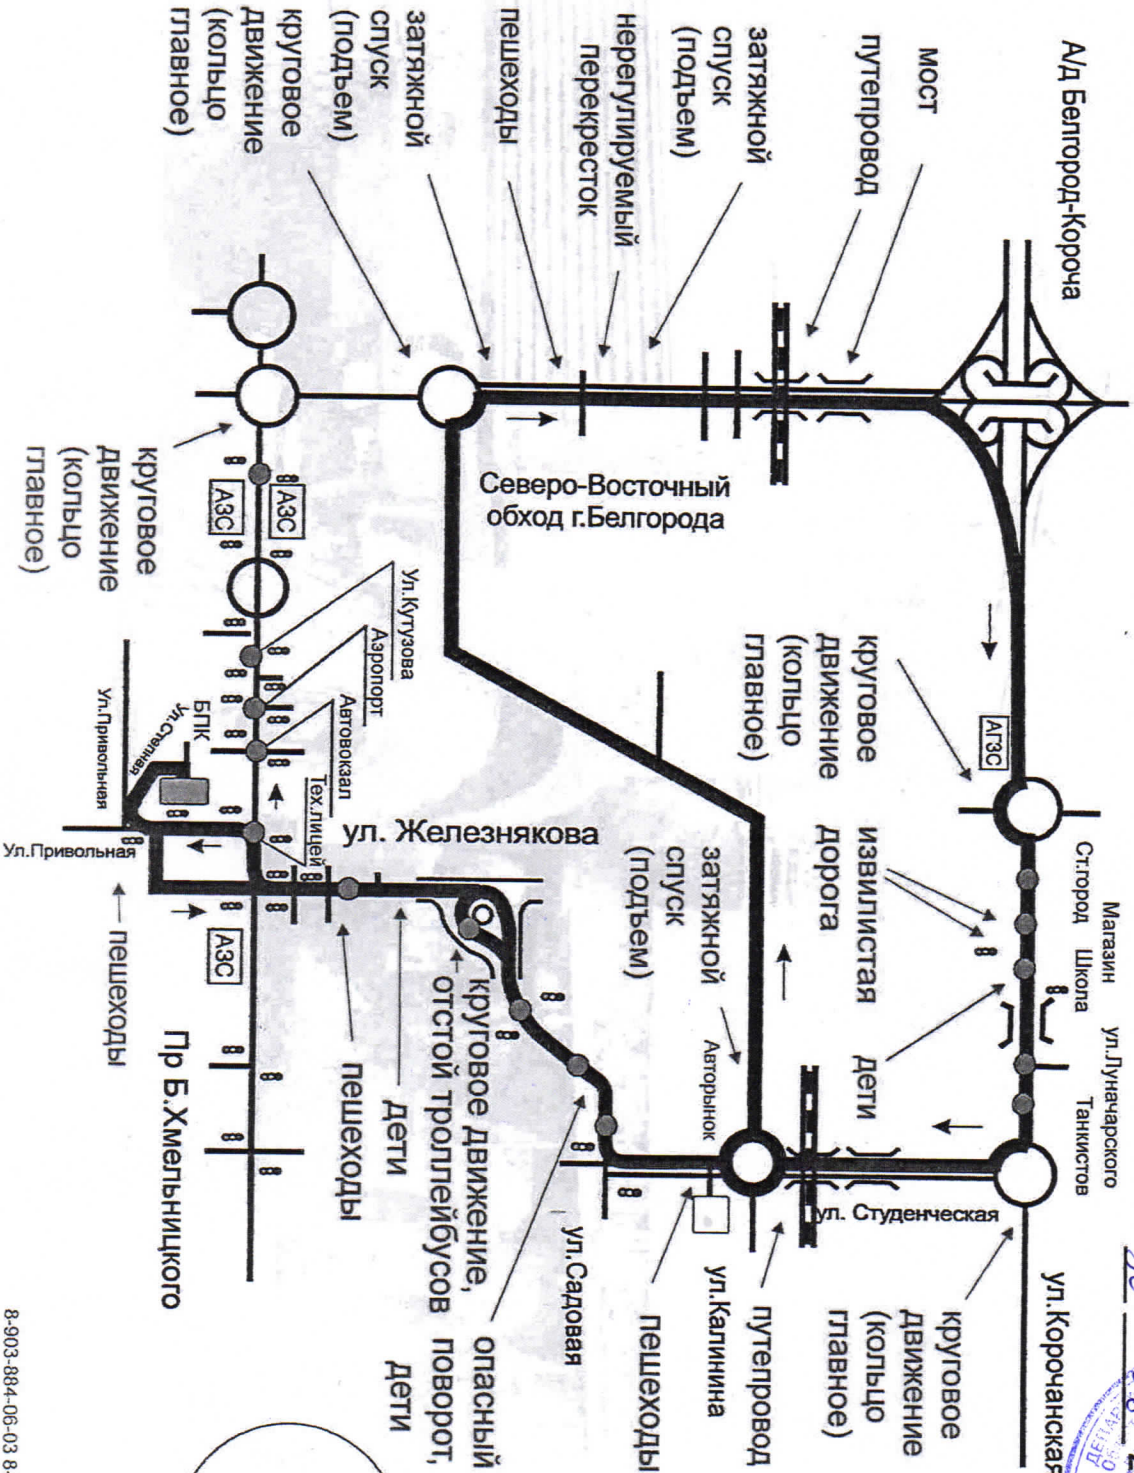 А/д Белгород-Короча
мост
путепровод
затяжной
спуск
(подъем)
нерегулируемый
перекресток
пешеходы
затяжной
спуск
(подъем)
круговое
движение
(кольцо
главное)
Северо-Восточный
обход г.Белгорода
круговое
движение
(кольцо
главное)
АЗС
АЗС
Ул.Кутузова
Аэропорт
Автовокзал
Тех.лицей
БПК
Ул.Степная
Ул.Привольная
Ул.Привольная
пешеходы
АЗС
Пр Б.Хмельницкого
ул. Железнякова
пешеходы
дети
круговое движение,
отстой троллейбусов
опасный
поворот,
дети
ул.Садовая
пешеходы
ул.Калинина
Авторынок
затяжной
спуск
(подъем)
путепровод
ул. Студенческая
круговое
движение
(кольцо
главное)
ул.Корочанская
АГЗС
круговое
движение
(кольцо
главное)
извилистая
дорога
дети
Ст.город
Магазин
Школа
ул.Луначарского
Танкистов
8-903-884-06-03 8-